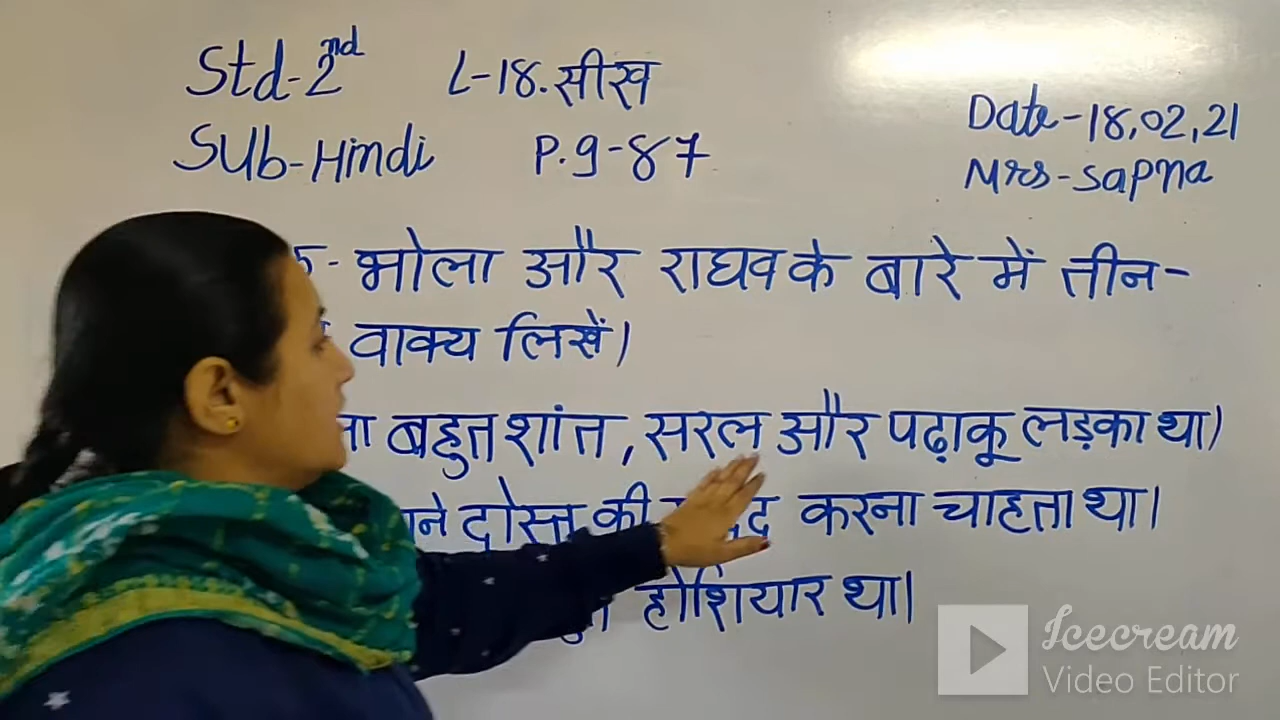 Std-2nd L-18. सीख
Date-18,02,21
Sub-Hindi P.g-87
Mrs-Sapna
भोला और राघव के बारे में तीन-
वाक्य लिखें।
बहुत शांत, सरल और पढ़ाकू लड़का था।
दोस्त की करना चाहता था।
होशियार था।
Icecream
Video Editor